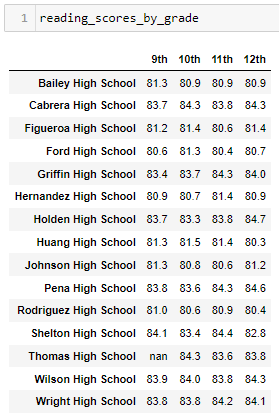 1 reading_scores_by_grade
9th 10th 11th 12th
Bailey High School 81.3 80.9 80.9 80.9
Cabrera High School 83.7 84.3 83.8 84.3
Figueroa High School 81.2 81.4 80.6 81.4
Ford High School 80.6 81.3 80.4 80.7
Griffin High School 83.4 83.7 84.3 84.0
Hernandez High School 80.9 80.7 81.4 80.9
Holden High School 83.7 83.3 83.8 84.7
Huang High School 81.3 81.5 81.4 80.3
Johnson High School 81.3 80.8 80.6 81.2
Pena High School 83.8 83.6 84.3 84.6
Rodriguez High School 81.0 80.6 80.9 80.4
Shelton High School 84.1 83.4 84.4 82.8
Thomas High School nan 84.3 83.6 83.8
Wilson High School 83.9 84.0 83.8 84.3
Wright High School 83.8 83.8 84.2 84.1